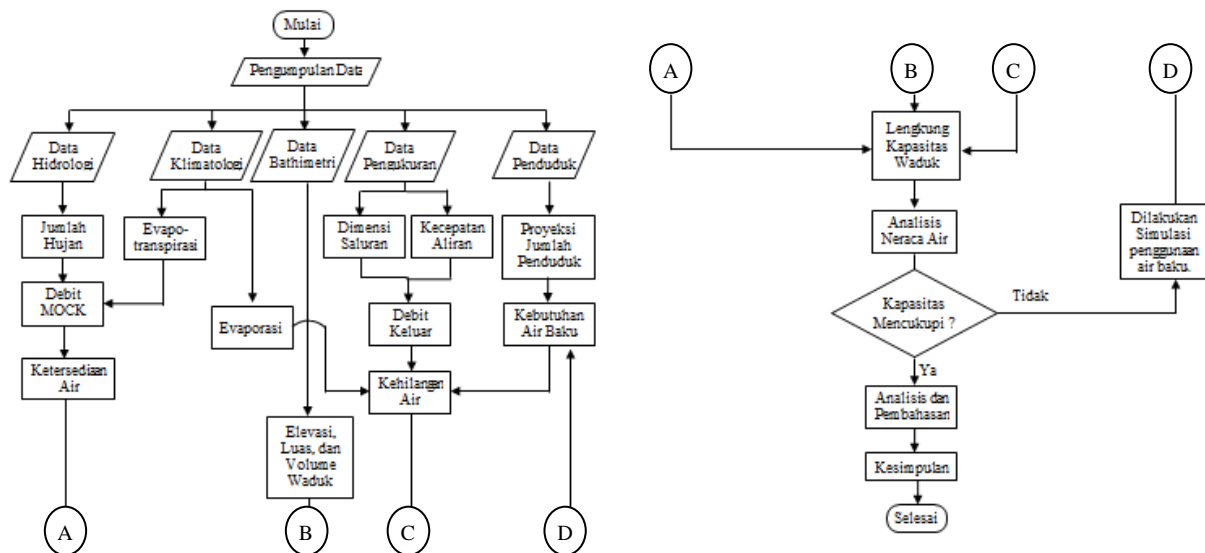 Mulai
Pengumpulan Data
Data
Hidrologi
Data
Klimatologi
Data
Bathimetri
Data
Pengukuran
Data
Penduduk
Jumlah
Hujan
Evapo-
transpirasi
Dimensi
Saluran
Kecepatan
Aliran
Proyeksi
Jumlah
Penduduk
Debit
MOCK
Evaporasi
Debit
Keluar
Kebutuhan
Air Baku
Ketersediaan
Air
Kehilangan
Air
Elevasi,
Luas, dan
Volume
Waduk
A
B
C
D
A
B
C
D
Lengkung
Kapasitas
Waduk
Analisis
Neraca Air
Dilakukan
Simulasi
penggunaan
air baku.
Kapasitas
Mencukupi ?
Tidak
Ya
Analisis dan
Pembahasan
Kesimpulan
Selesai